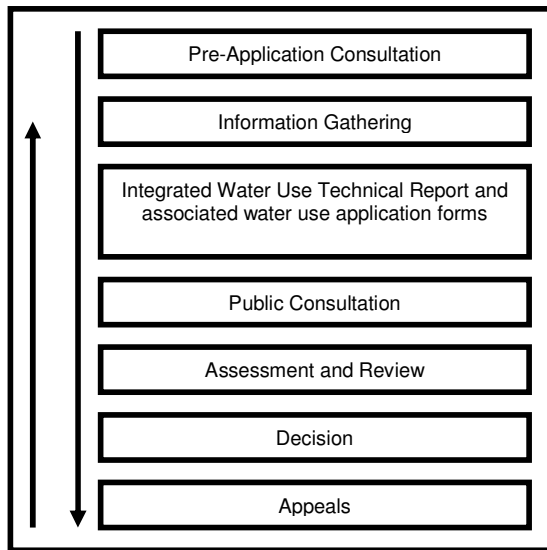 Pre-Application Consultation
Information Gathering
Integrated Water Use Technical Report and
associated water use application forms
Public Consultation
Assessment and Review
Decision
Appeals